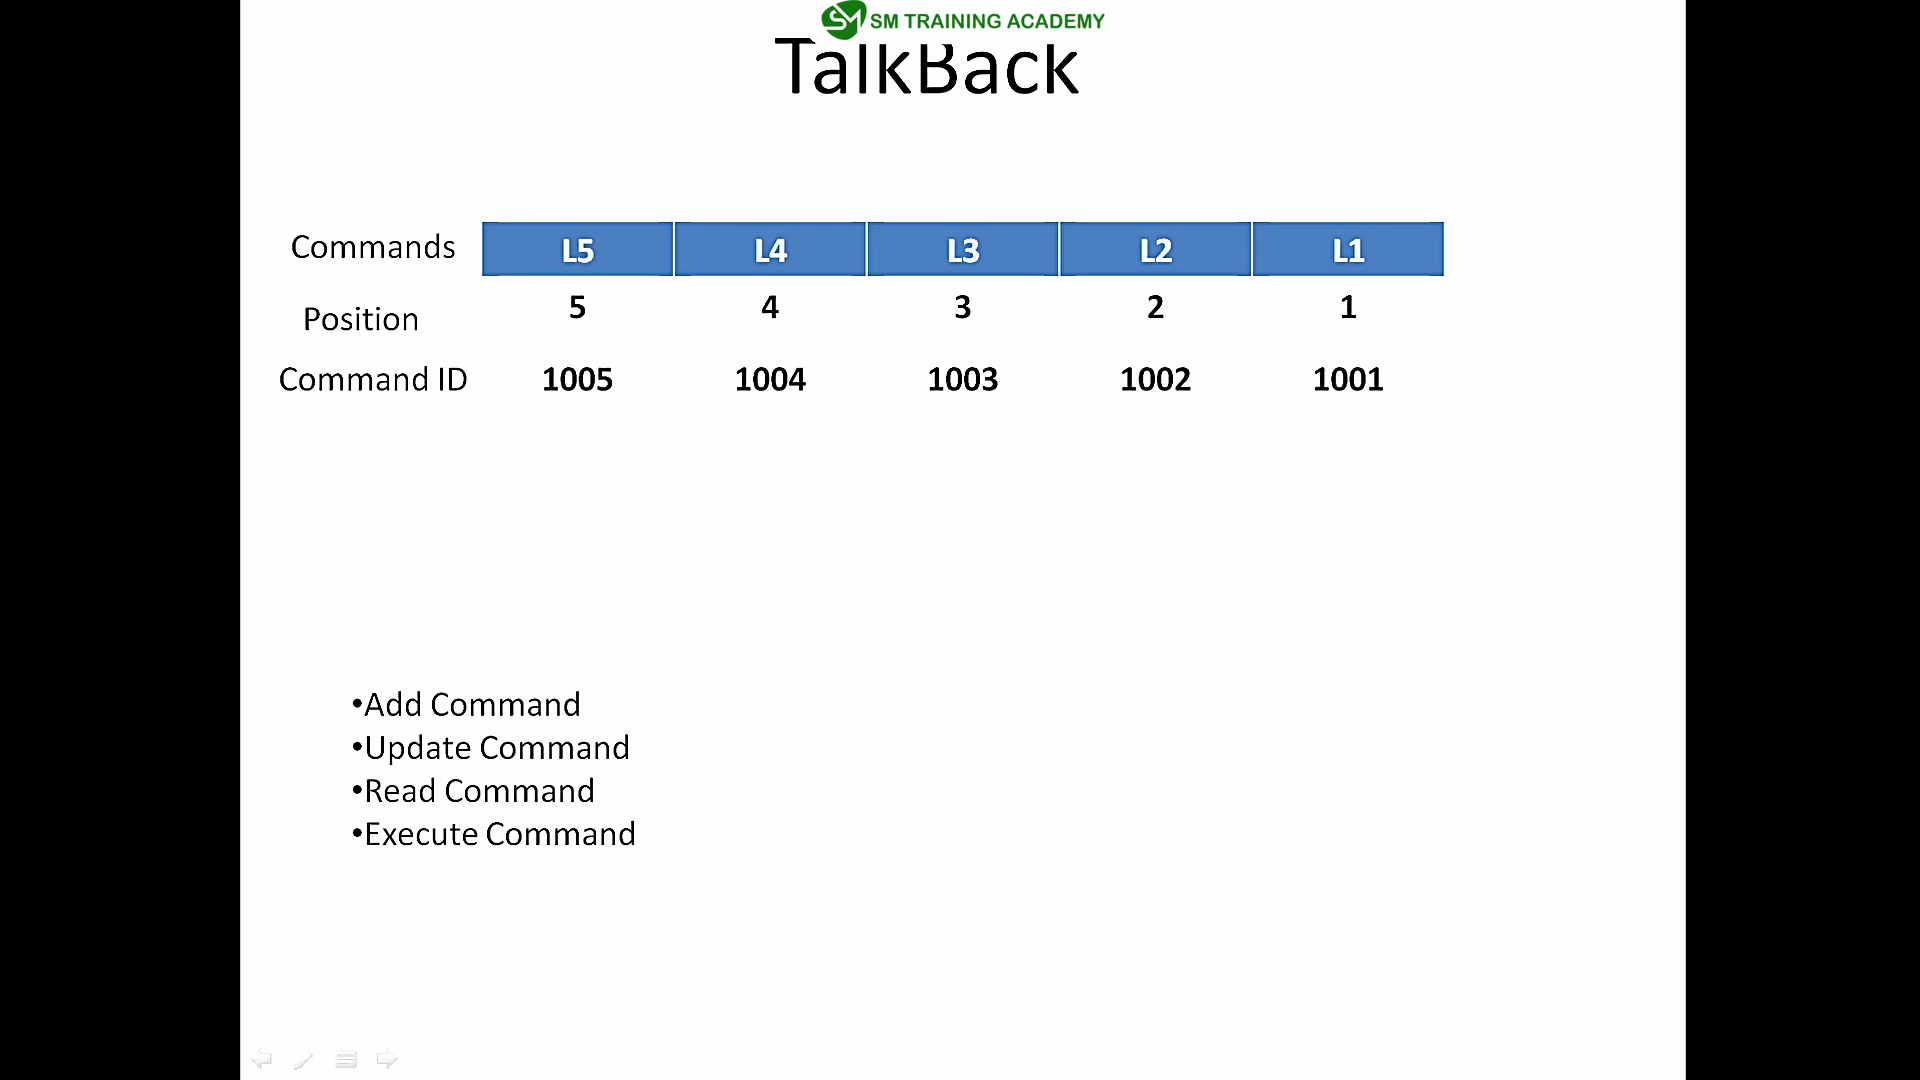 SM TRAINING ACADEMY
TalkBack
Commands L5 L4 L3 L2 L1
Position 5 4 3 2 1
Command ID 1005 1004 1003 1002 1001
•Add Command
•Update Command
•Read Command
•Execute Command